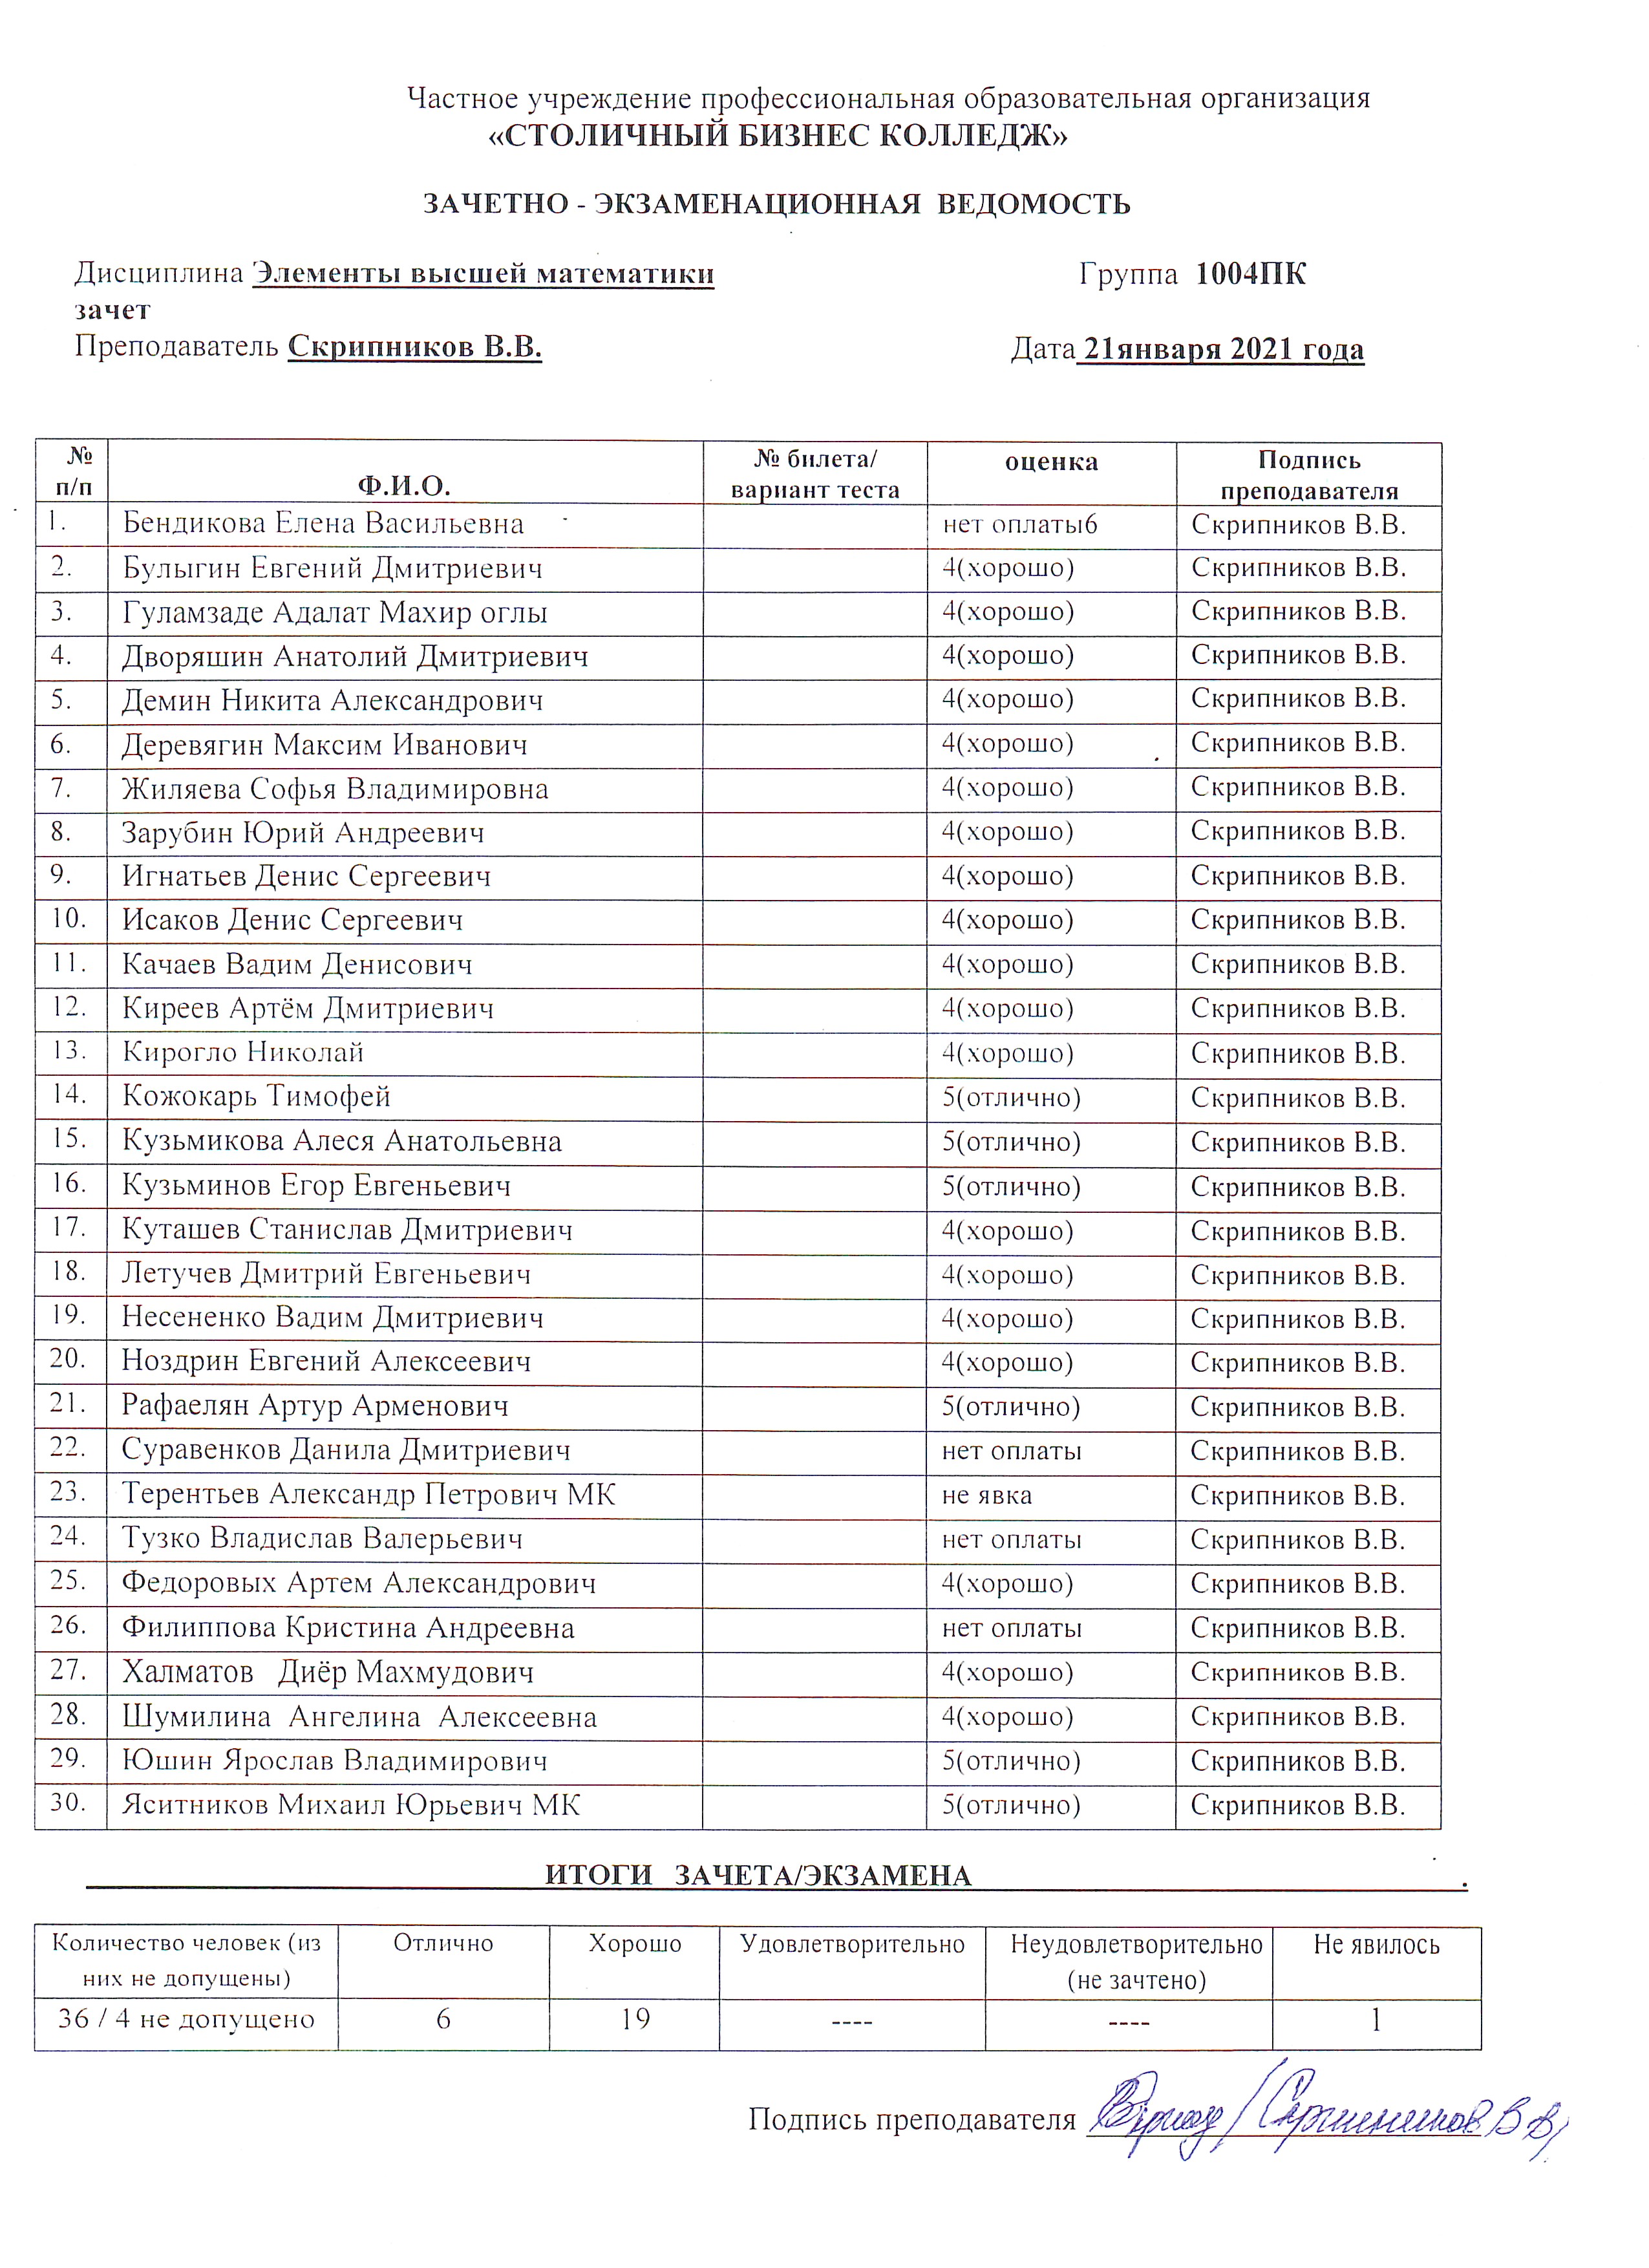 Частное учреждение профессиональная образовательная организация
«СТОЛИЧНЫЙ БИЗНЕС КОЛЛЕДЖ»
ЗАЧЕТНО - ЭКЗАМЕНАЦИОННАЯ ВЕДОМОСТЬ
Дисциплина Элементы высшей математики Группа 1004ПК
зачет
Преподаватель Скрипников В.В. Дата 21января 2021 года
№ п/п Ф.И.О. № билета/ вариант теста оценка Подпись преподавателя
1. Бендикова Елена Васильевна нет оплаты6 Скрипников В.В.
2. Булыгин Евгений Дмитриевич 4(хорошо) Скрипников В.В.
3. Гуламзаде Адалат Махир оглы 4(хорошо) Скрипников В.В.
4. Дворяшин Анатолий Дмитриевич 4(хорошо) Скрипников В.В.
5. Демин Никита Александрович 4(хорошо) Скрипников В.В.
6. Деревягин Максим Иванович 4(хорошо) Скрипников В.В.
7. Жиляева Софья Владимировна 4(хорошо) Скрипников В.В.
8. Зарубин Юрий Андреевич 4(хорошо) Скрипников В.В.
9. Игнатьев Денис Сергеевич 4(хорошо) Скрипников В.В.
10. Исаков Денис Сергеевич 4(хорошо) Скрипников В.В.
11. Качаев Вадим Денисович 4(хорошо) Скрипников В.В.
12. Киреев Артём Дмитриевич 4(хорошо) Скрипников В.В.
13. Кирогло Николай 4(хорошо) Скрипников В.В.
14. Кожокарь Тимофей 5(отлично) Скрипников В.В.
15. Кузьмикова Алеся Анатольевна 5(отлично) Скрипников В.В.
16. Кузьминов Егор Евгеньевич 5(отлично) Скрипников В.В.
17. Куташев Станислав Дмитриевич 4(хорошо) Скрипников В.В.
18. Летучев Дмитрий Евгеньевич 4(хорошо) Скрипников В.В.
19. Несененко Вадим Дмитриевич 4(хорошо) Скрипников В.В.
20. Ноздрин Евгений Алексеевич 4(хорошо) Скрипников В.В.
21. Рафаелян Артур Арменович 5(отлично) Скрипников В.В.
22. Суравенков Данила Дмитриевич нет оплаты Скрипников В.В.
23. Терентьев Александр Петрович МК не явка Скрипников В.В.
24. Тузко Владислав Валерьевич нет оплаты Скрипников В.В.
25. Федоровых Артем Александрович 4(хорошо) Скрипников В.В.
26. Филиппова Кристина Андреевна нет оплаты Скрипников В.В.
27. Халматов Диёр Махмудович 4(хорошо) Скрипников В.В.
28. Шумилина Ангелина Алексеевна 4(хорошо) Скрипников В.В.
29. Юшин Ярослав Владимирович 5(отлично) Скрипников В.В.
30. Яситников Михаил Юрьевич МК 5(отлично) Скрипников В.В.
ИТОГИ ЗАЧЕТА/ЭКЗАМЕНА .
Количество человек (из них не допущены) Отлично Хорошо Удовлетворительно Неудовлетворительно (не зачтено) Не явилось
36 / 4 не допущено 6 19 ---- ---- 1
Подпись преподавателя /Скрипников В В/